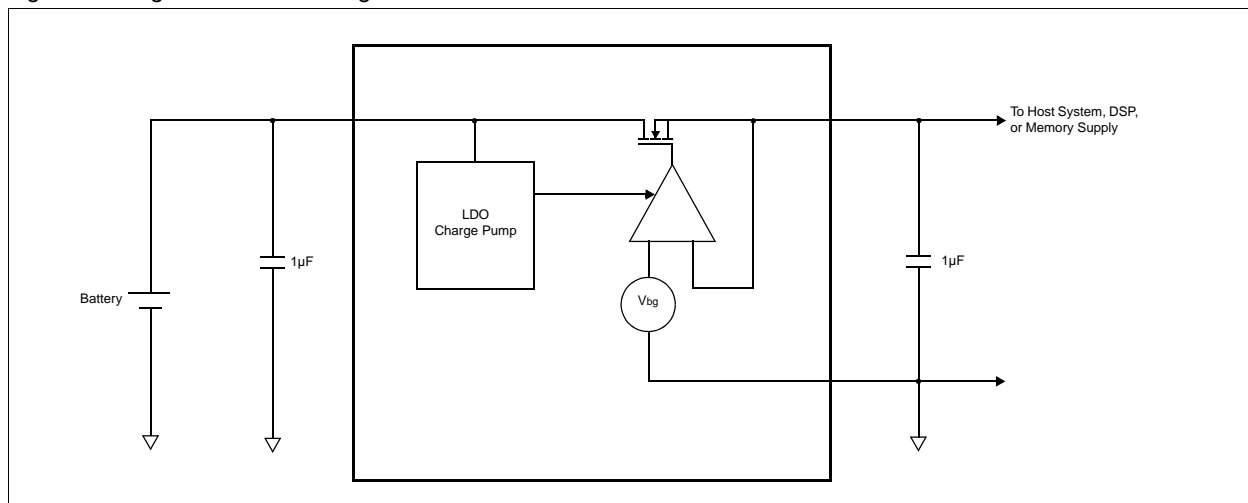 To Host System, DSP,
or Memory Supply
LDO
Charge Pump
1µF
1µF
Battery
Vbg